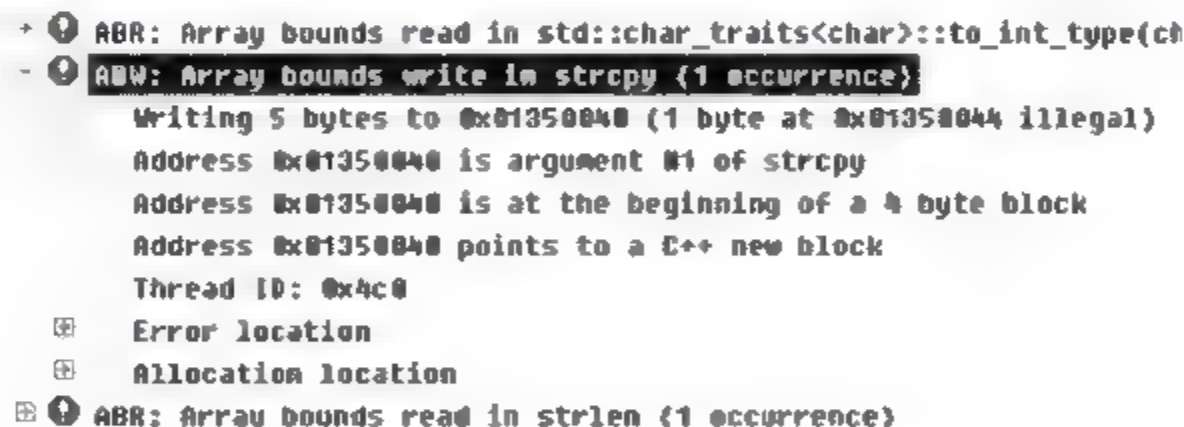 ABR: Array bounds read in std::char_traits<char>::to_int_type(ch
ABW: Array bounds write in strcpy {1 occurrence}
Writing 5 bytes to 0x01350040 (1 byte at 0x01350044 illegal)
Address 0x01350040 is argument #1 of strcpy
Address 0x01350040 is at the beginning of a 4 byte block
Address 0x01350040 points to a C++ new block
Thread ID: 0x4c0
Error location
Allocation location
ABR: Array bounds read in strlen {1 occurrence}